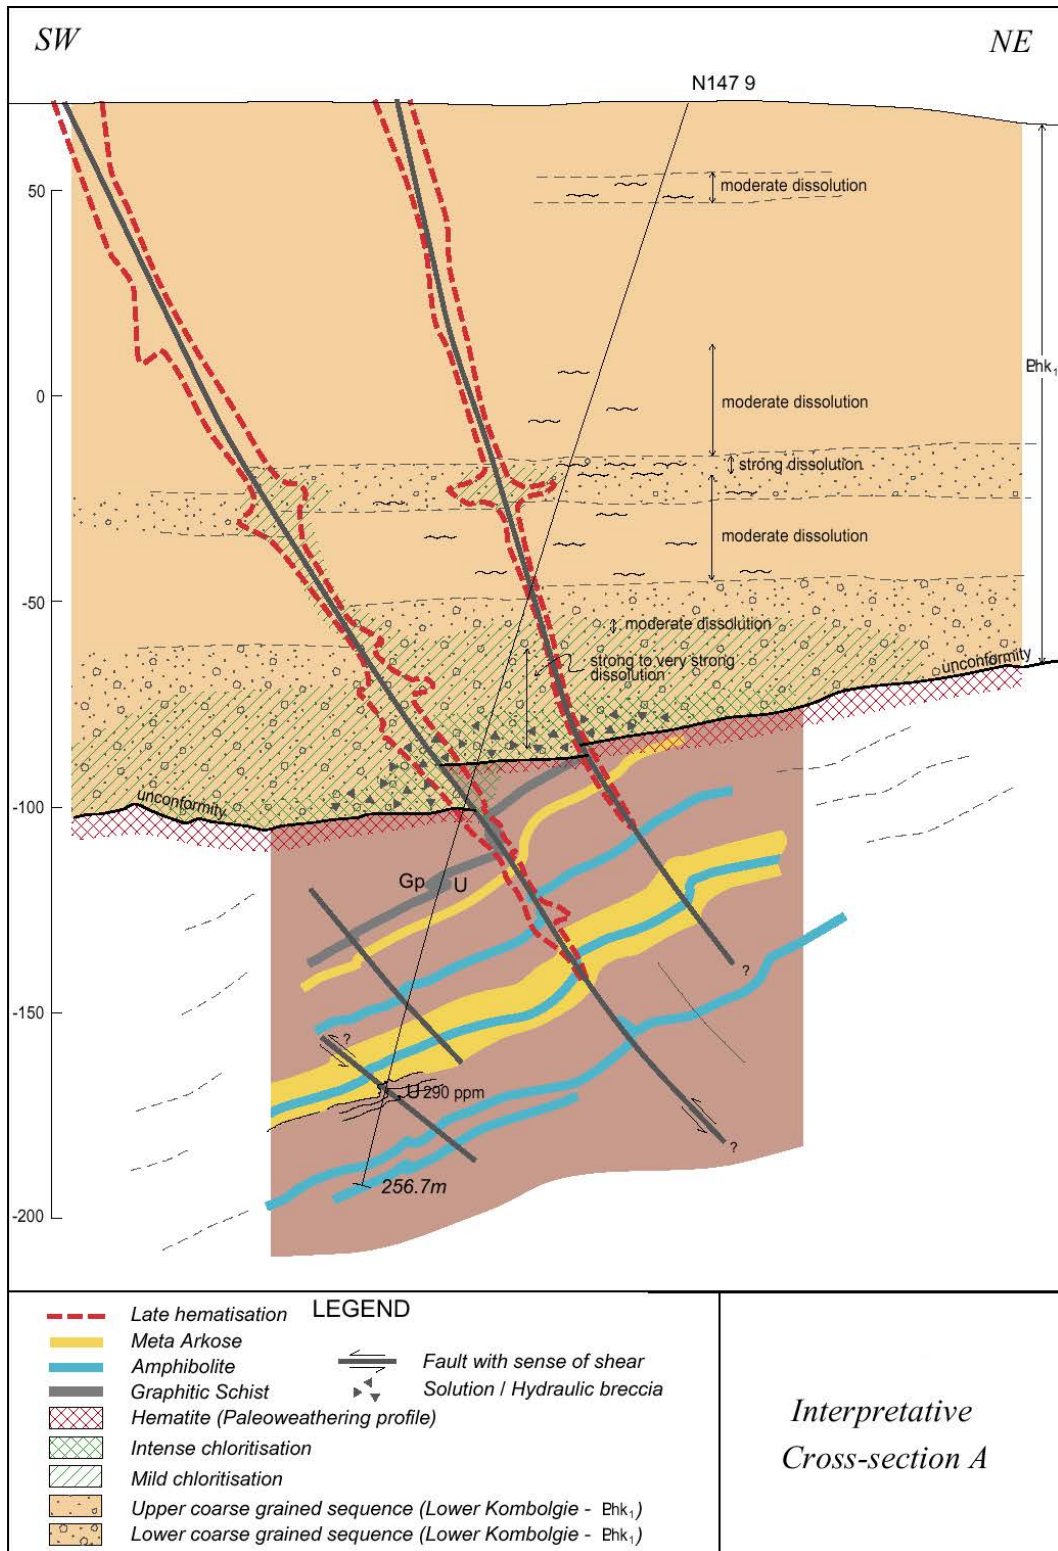 SW
NE
N147 9
50
moderate dissolution
Phk1
0
moderate dissolution
strong dissolution
moderate dissolution
-50
moderate dissolution
strong to very strong
dissolution
unconformity
-100
unconformity
Gp U
?
-150
?
U 290 ppm
?
256.7m
-200
LEGEND
Late hematisation
Meta Arkose
Amphibolite
Graphitic Schist
Hematite (Paleoweathering profile)
Intense chloritisation
Mild chloritisation
Upper coarse grained sequence (Lower Kombolgie - Phk1)
Lower coarse grained sequence (Lower Kombolgie - Phk1)
Fault with sense of shear
Solution / Hydraulic breccia
Interpretative
Cross-section A